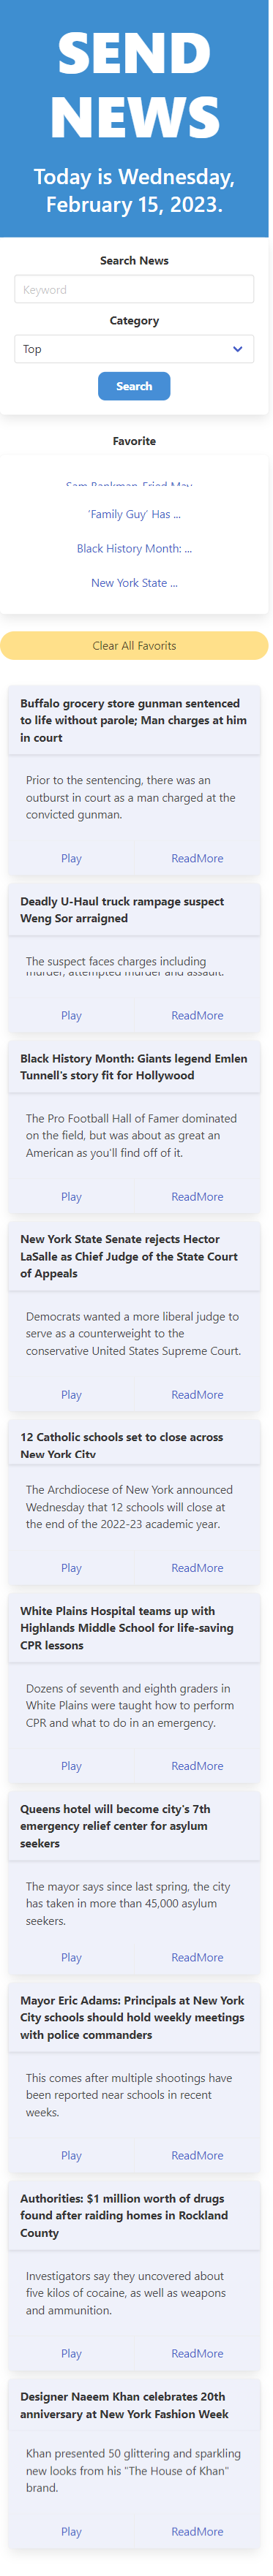 SEND
NEWS
Today is Wednesday,
February 15, 2023.
Search News
Keyword
Category
Top
Search
Favorite
Sam Bankman-Fried May
‘Family Guy’ Has ...
Black History Month: ...
New York State ...
Clear All Favorits
Buffalo grocery store gunman sentenced
to life without parole; Man charges at him
in court
Prior to the sentencing, there was an
outburst in court as a man charged at the
convicted gunman.
Play ReadMore
Deadly U-Haul truck rampage suspect
Weng Sor arraigned
The suspect faces charges including
murder, attempted murder and assault.
Play ReadMore
Black History Month: Giants legend Emlen
Tunnell's story fit for Hollywood
The Pro Football Hall of Famer dominated
on the field, but was about as great an
American as you'll find off of it.
Play ReadMore
New York State Senate rejects Hector
LaSalle as Chief Judge of the State Court
of Appeals
Democrats wanted a more liberal judge to
serve as a counterweight to the
conservative United States Supreme Court.
Play ReadMore
12 Catholic schools set to close across
New York City
The Archdiocese of New York announced
Wednesday that 12 schools will close at
the end of the 2022-23 academic year.
Play ReadMore
White Plains Hospital teams up with
Highlands Middle School for life-saving
CPR lessons
Dozens of seventh and eighth graders in
White Plains were taught how to perform
CPR and what to do in an emergency.
Play ReadMore
Queens hotel will become city's 7th
emergency relief center for asylum
seekers
The mayor says since last spring, the city
has taken in more than 45,000 asylum
seekers.
Play ReadMore
Mayor Eric Adams: Principals at New York
City schools should hold weekly meetings
with police commanders
This comes after multiple shootings have
been reported near schools in recent
weeks.
Play ReadMore
Authorities: $1 million worth of drugs
found after raiding homes in Rockland
County
Investigators say they uncovered about
five kilos of cocaine, as well as weapons
and ammunition.
Play ReadMore
Designer Naeem Khan celebrates 20th
anniversary at New York Fashion Week
Khan presented 50 glittering and sparkling
new looks from his "The House of Khan"
brand.
Play ReadMore